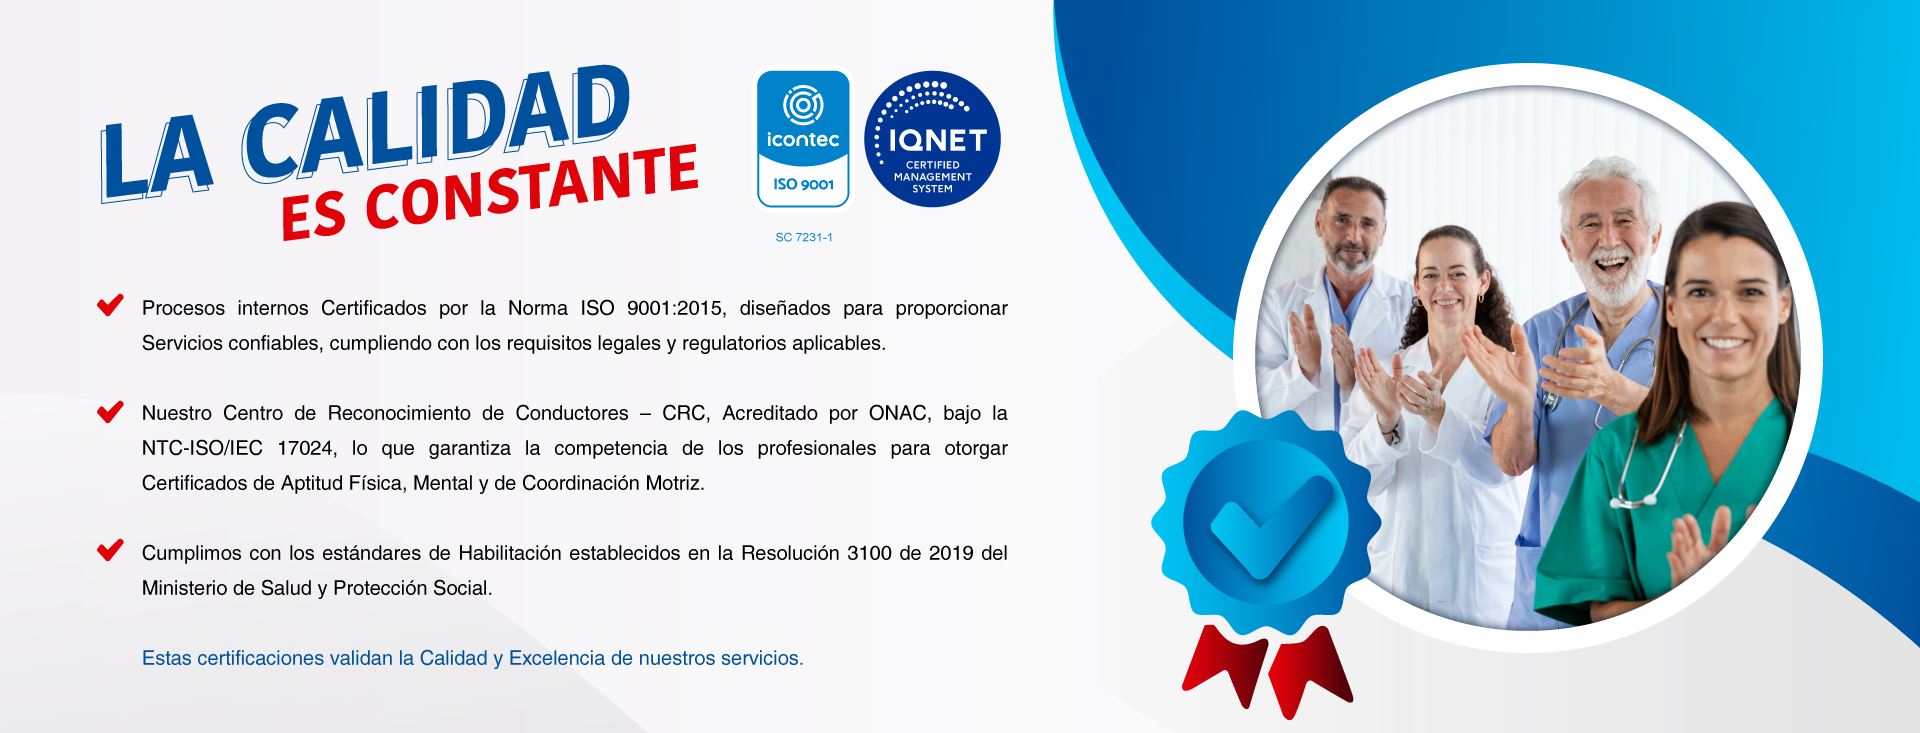 LA CALIDAD
ES CONSTANTE
icontec
ISO 9001
SC 7231-1
IQNET
CERTIFIED
MANAGEMENT
SYSTEM
Procesos internos Certificados por la Norma ISO 9001:2015, diseñados para proporcionar
Servicios confiables, cumpliendo con los requisitos legales y regulatorios aplicables.
Nuestro Centro de Reconocimiento de Conductores – CRC, Acreditado por ONAC, bajo la
NTC-ISO/IEC 17024, lo que garantiza la competencia de los profesionales para otorgar
Certificados de Aptitud Física, Mental y de Coordinación Motriz.
Cumplimos con los estándares de Habilitación establecidos en la Resolución 3100 de 2019 del
Ministerio de Salud y Protección Social.
Estas certificaciones validan la Calidad y Excelencia de nuestros servicios.